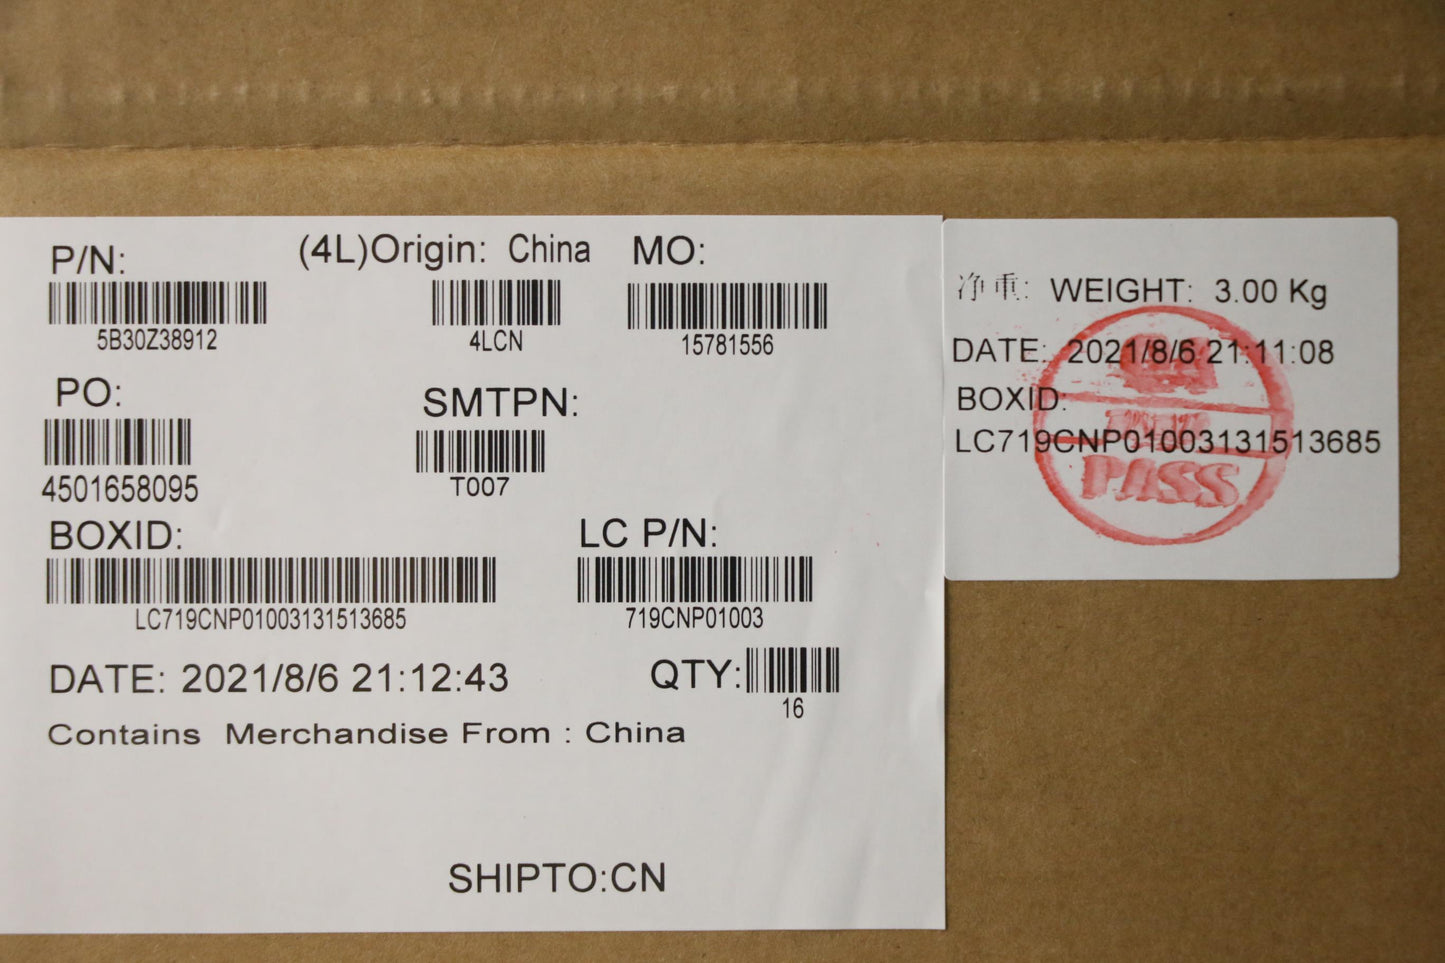 P/N: (4L)Origin: China MO:
5B30Z38912 4LCN 15781556
PO: SMTPN:
4501658095 T007
BOXID: LC P/N:
LC719CNP01003131513685 719CNP01003
DATE: 2021/8/6 21:12:43 QTY:
16
Contains Merchandise From : China
SHIPTO:CN
净重: WEIGHT: 3.00 Kg
DATE: 2021/8/6 21:11:08
BOXID:
LC719CNP01003131513685
PASS